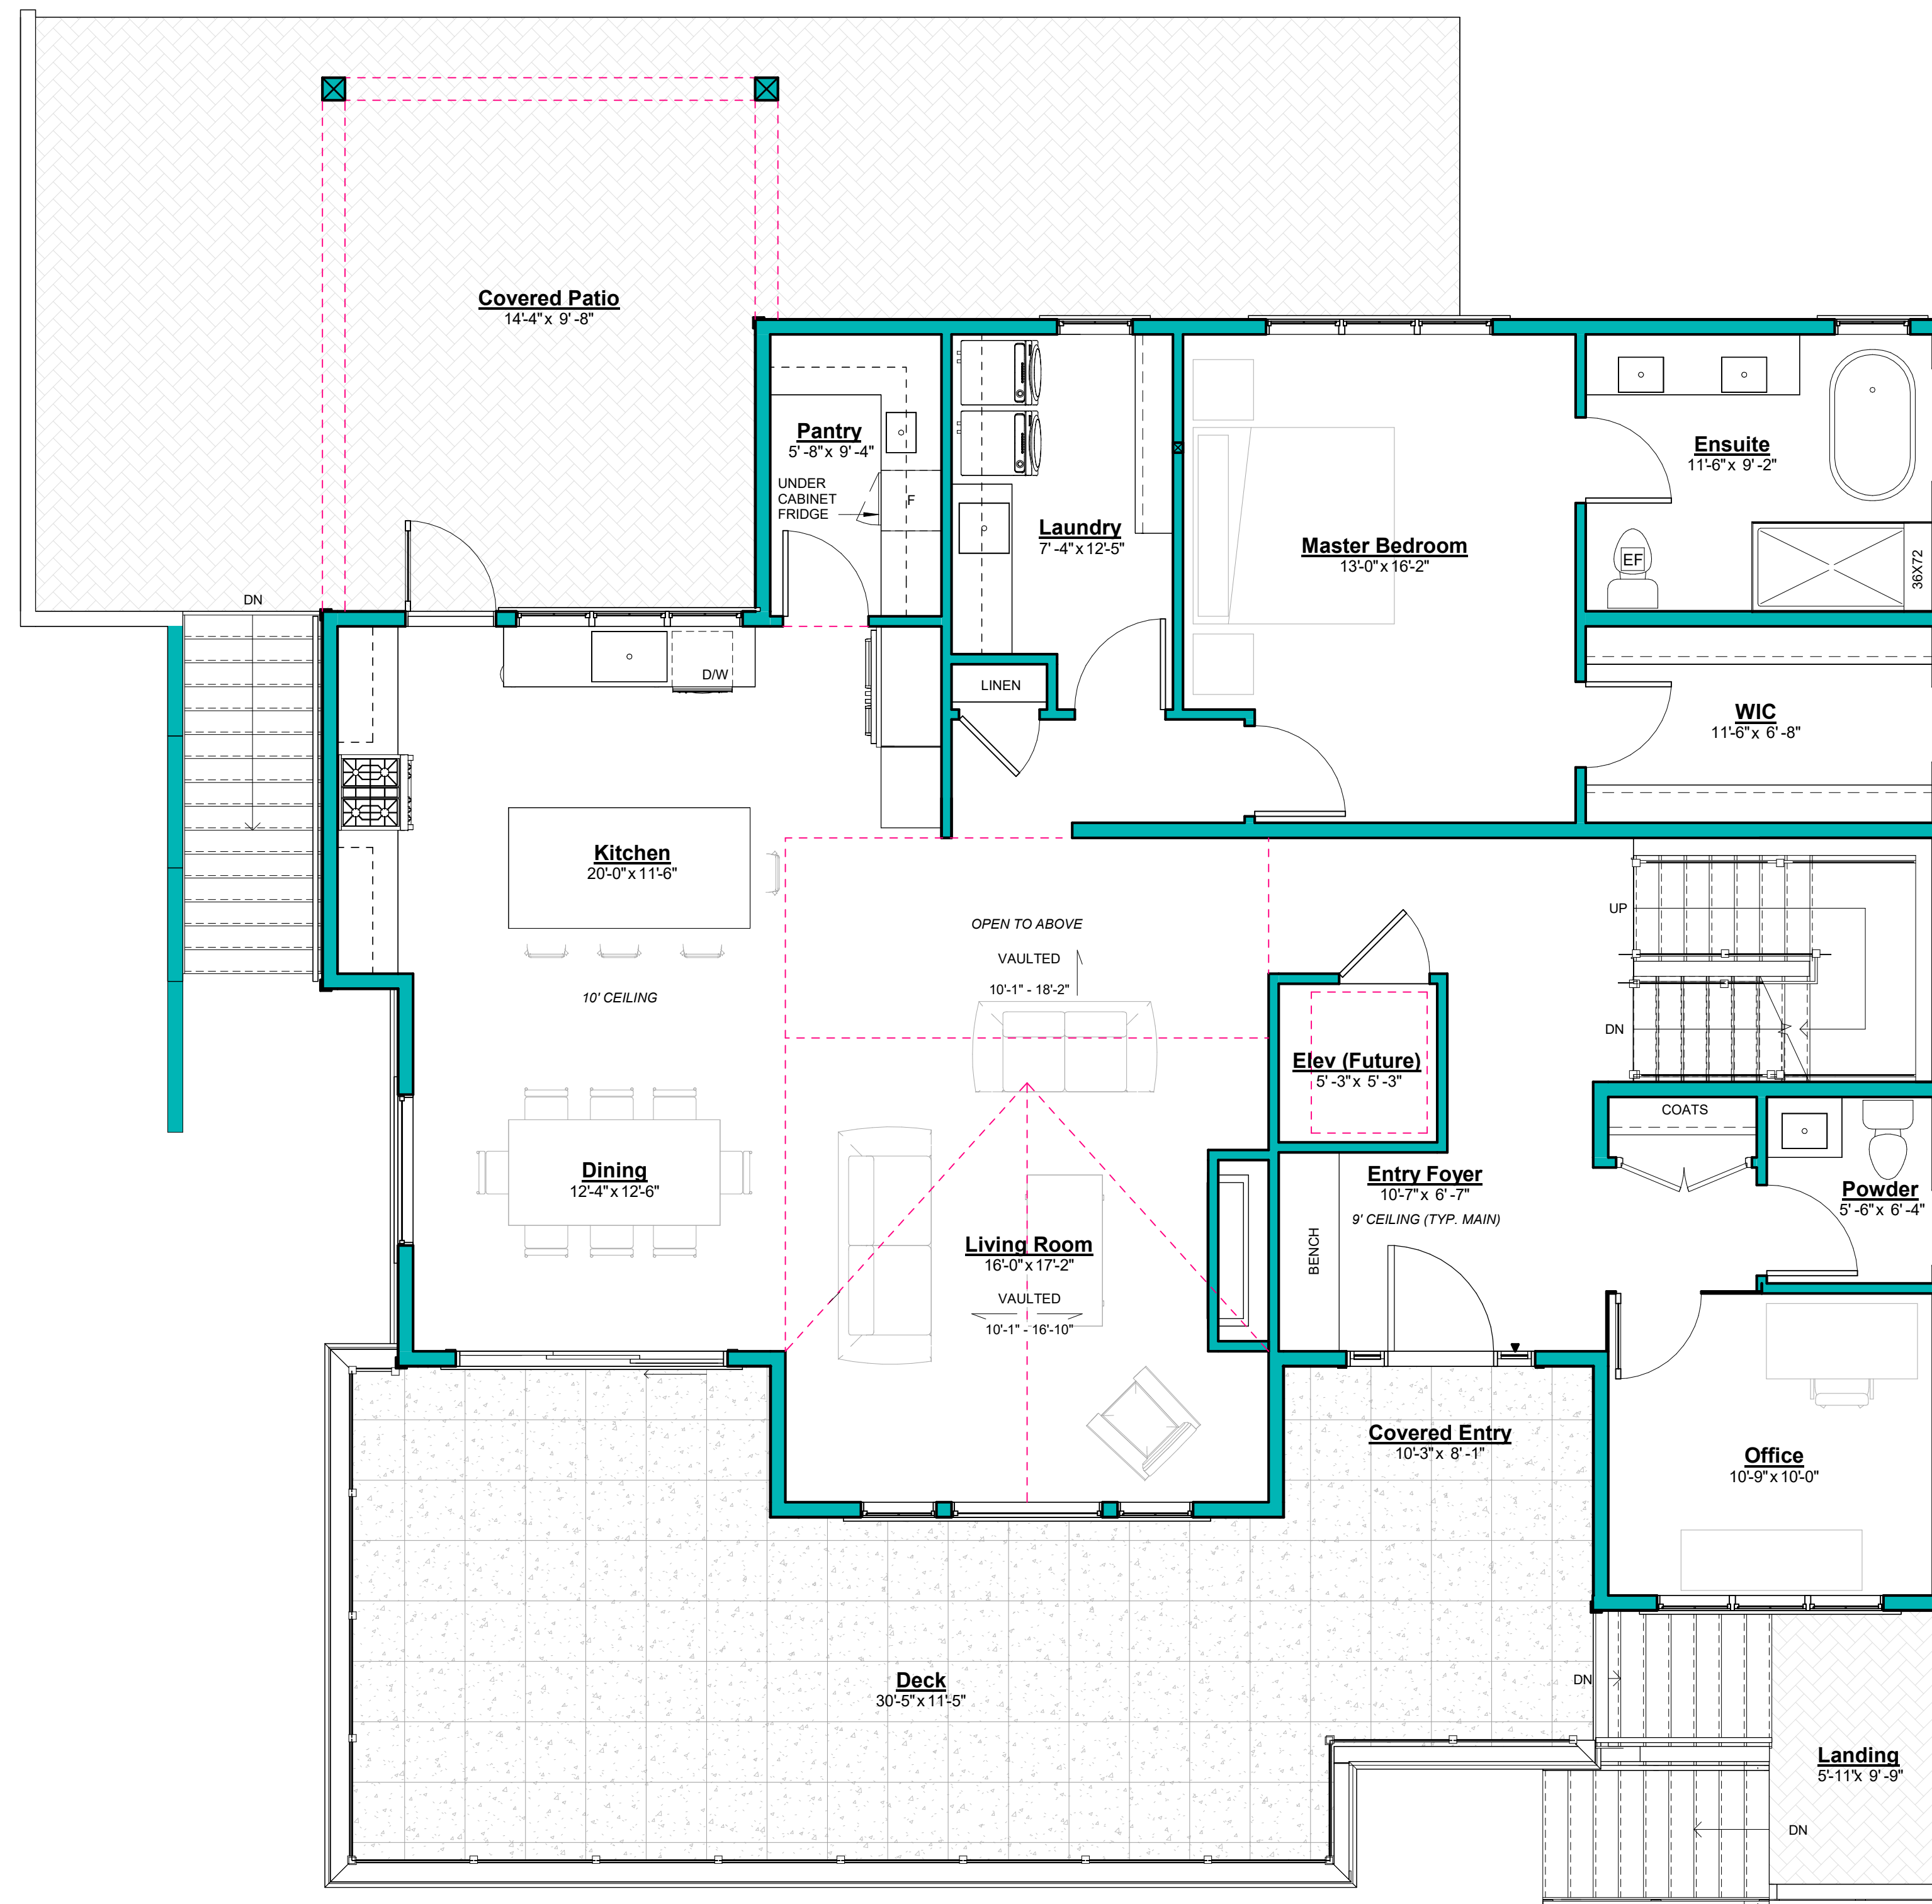 Covered Patio
14'-4" x 9'-8"
Pantry
5'-8" x 9'-4"
UNDER
CABINET
FRIDGE
F
Laundry
7'-4" x 12'-5"
Master Bedroom
13'-0" x 16'-2"
Ensuite
11'-6" x 9'-2"
EF
36X72
DN
D/W
LINEN
WIC
11'-6" x 6'-8"
Kitchen
20'-0" x 11'-6"
10' CEILING
OPEN TO ABOVE
VAULTED
10'-1" - 18'-2"
UP
DN
Elev (Future)
5'-3" x 5'-3"
COATS
Dining
12'-4" x 12'-6"
Entry Foyer
10'-7" x 6'-7"
9' CEILING (TYP. MAIN)
BENCH
Powder
5'-6" x 6'-4"
Living Room
16'-0" x 17'-2"
VAULTED
10'-1" - 16'-10"
Covered Entry
10'-3" x 8'-1"
Office
10'-9" x 10'-0"
Deck
30'-5" x 11'-5"
DN
Landing
5'-11" x 9'-9"
DN